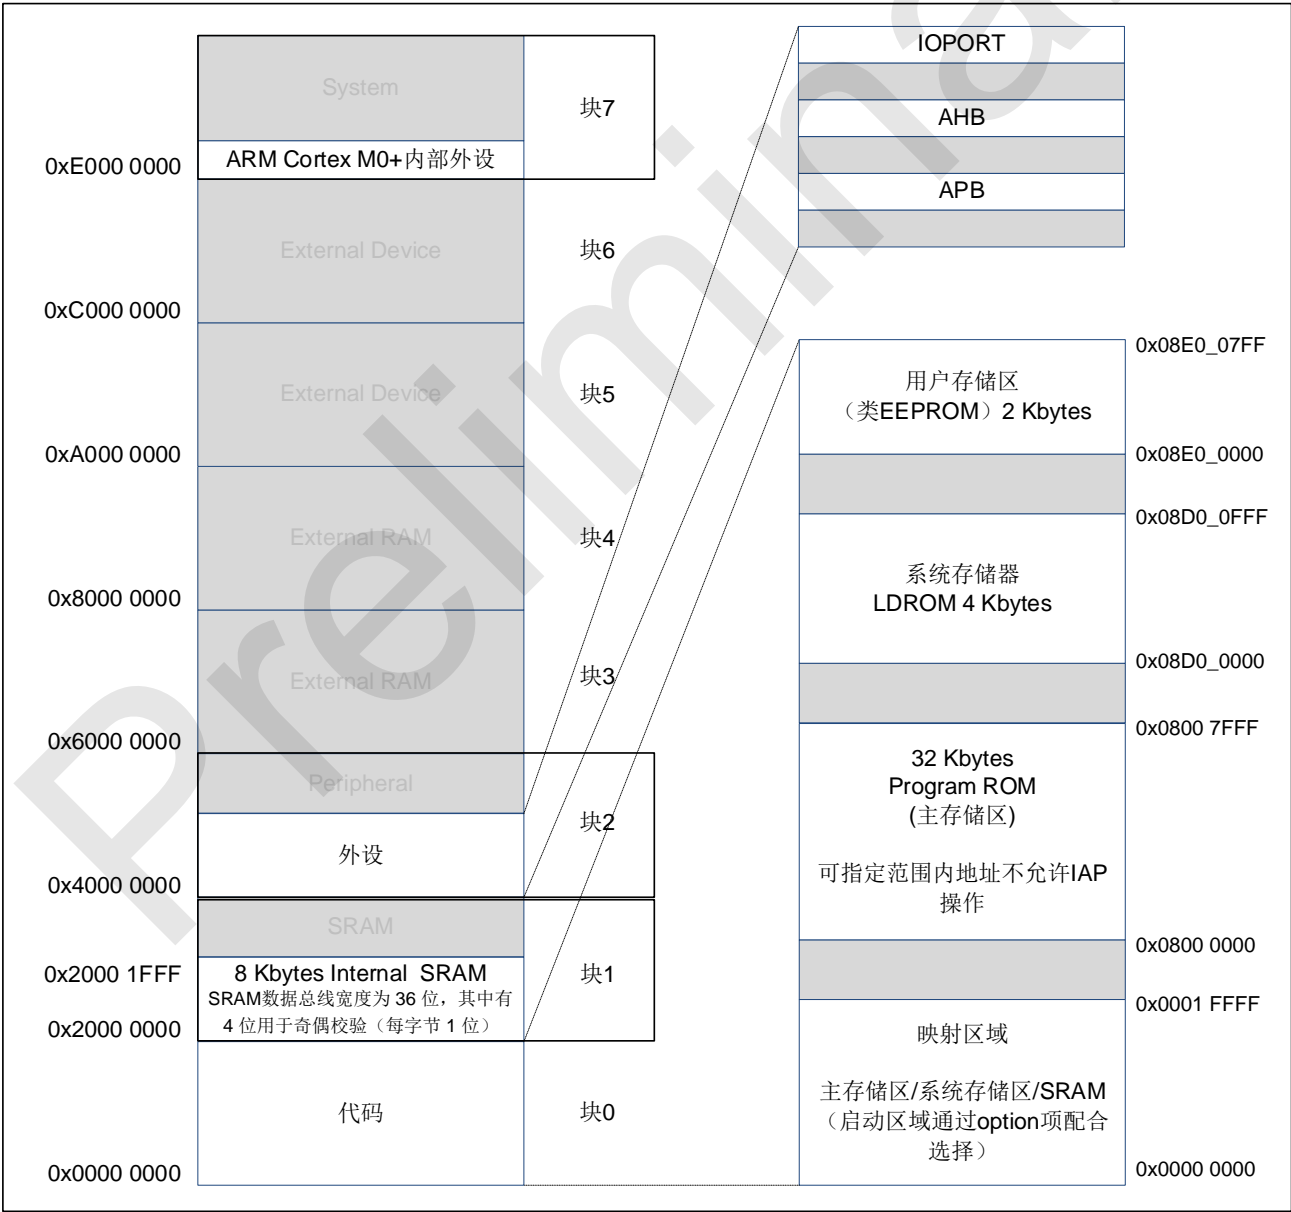 System
块7
0xE000 0000
ARM Cortex M0+内部外设
External Device
块6
0xC000 0000
External Device
块5
0xA000 0000
External RAM
块4
0x8000 0000
External RAM
块3
0x6000 0000
Peripheral
块2
外设
0x4000 0000
SRAM
0x2000 1FFF
8 Kbytes Internal SRAM
SRAM数据总线宽度为 36 位，其中有
4 位用于奇偶校验（每字节 1 位）
块1
0x2000 0000
代码
块0
0x0000 0000
IOPORT
AHB
APB
0x08E0_07FF
用户存储区
（类EEPROM）2 Kbytes
0x08E0_0000
0x08D0_0FFF
系统存储器
LDROM 4 Kbytes
0x08D0_0000
0x0800 7FFF
32 Kbytes
Program ROM
(主存储区)
可指定范围内地址不允许IAP
操作
0x0800 0000
0x0001 FFFF
映射区域
主存储区/系统存储区/SRAM
（启动区域通过option项配合
选择）
0x0000 0000
Prelimina